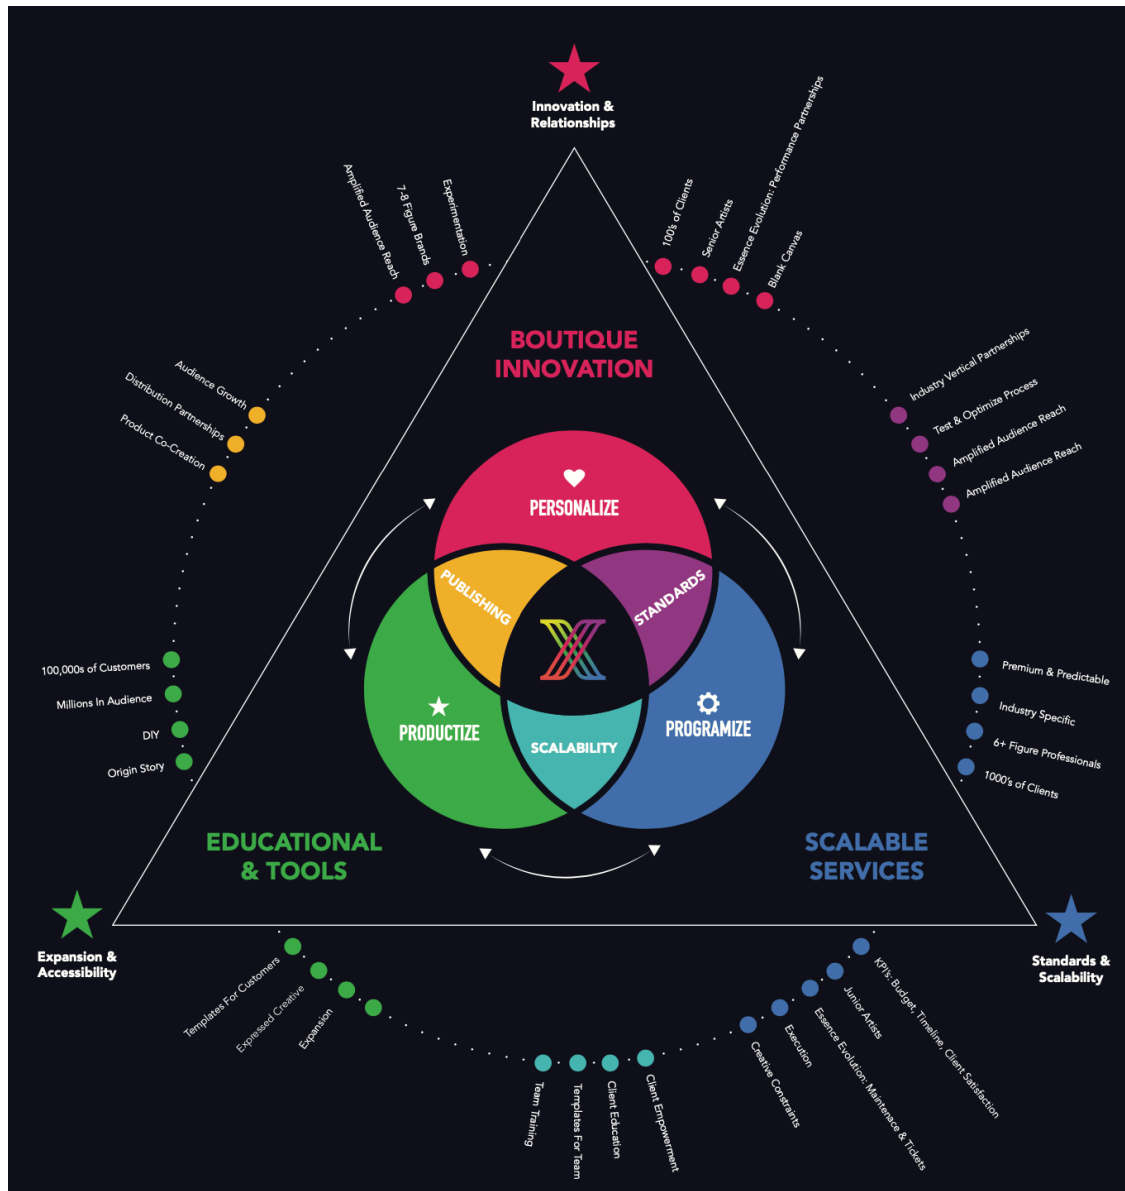 Innovation &
Relationships
Amplified Audience Reach
7-8 Figure Brands
Experimentation
100's of Clients
Senior Artists
Essence Evolution: Performance Partnerships
Blank Canvas
BOUTIQUE
INNOVATION
Audience Growth
Distribution Partnerships
Product Co-Creation
Industry Vertical Partnerships
Test & Optimize Process
Amplified Audience Reach
Amplified Audience Reach
PERSONALIZE
PUBLISHING
STANDARDS
PRODUCTIZE
PROGRAMIZE
SCALABILITY
100,000s of Customers
Millions In Audience
DIY
Origin Story
Premium & Predictable
Industry Specific
6+ Figure Professionals
1000's of Clients
EDUCATIONAL
& TOOLS
SCALABLE
SERVICES
Expansion &
Accessibility
Standards &
Scalability
Templates For Customers
Expressed Creative
Expansion
Team Training
Templates For Team
Client Education
Client Empowerment
Creative Constraints
Execution
Essence Evolution: Maintenace & Tickets
Junior Artists
KPI's: Budget, Timeline, Client Satisfaction